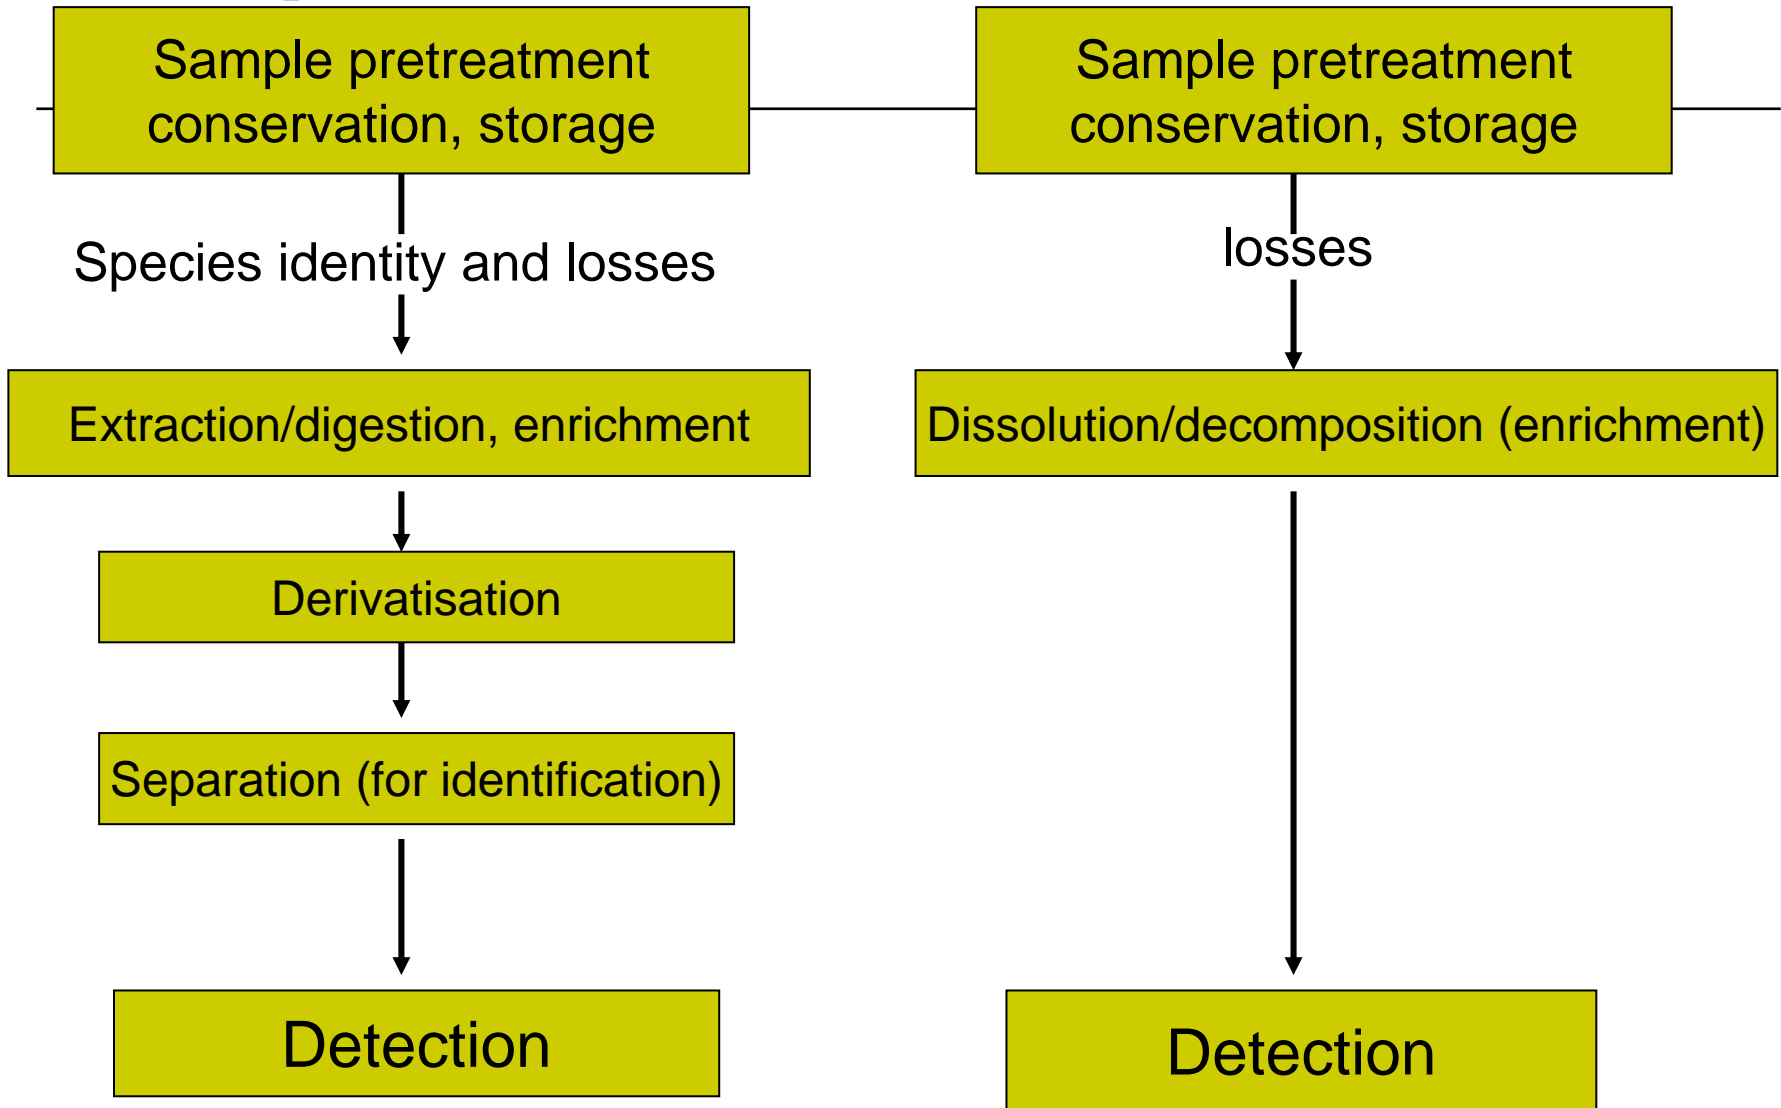 Sample pretreatment
conservation, storage
Species identity and losses
Extraction/digestion, enrichment
Derivatisation
Separation (for identification)
Detection
Sample pretreatment
conservation, storage
losses
Dissolution/decomposition (enrichment)
Detection